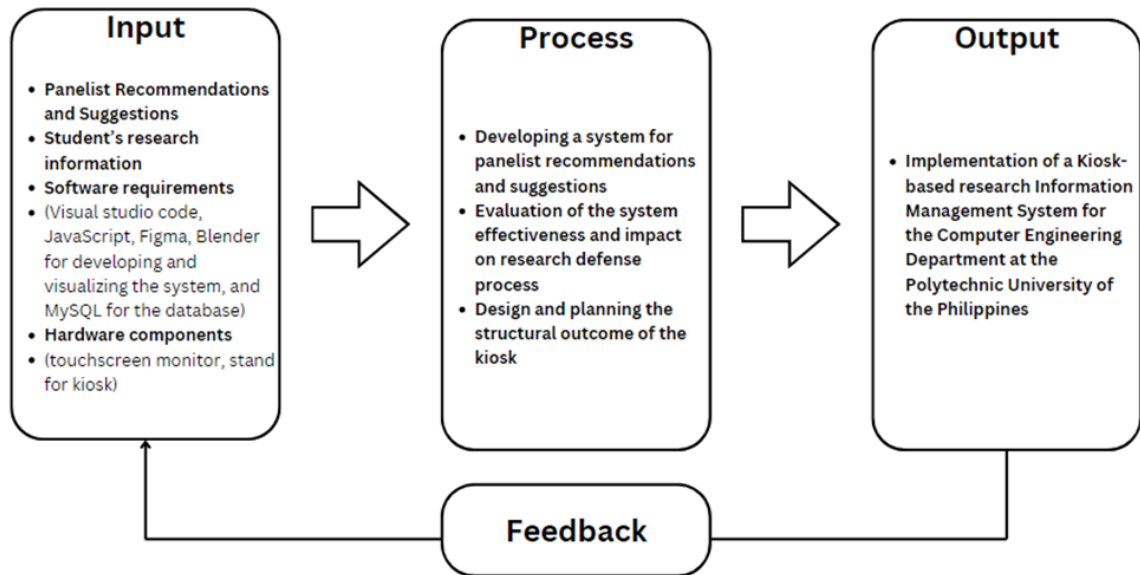 Input
• Panelist Recommendations
and Suggestions
• Student's research
information
• Software requirements
• (Visual studio code,
JavaScript, Figma, Blender
for developing and
visualizing the system, and
MySQL for the database)
• Hardware components
• (touchscreen monitor, stand
for kiosk)
Process
• Developing a system for
panelist recommendations
and suggestions
• Evaluation of the system
effectiveness and impact
on research defense
process
• Design and planning the
structural outcome of the
kiosk
Output
• Implementation of a Kiosk-
based research Information
Management System for
the Computer Engineering
Department at the
Polytechnic University of
the Philippines
Feedback